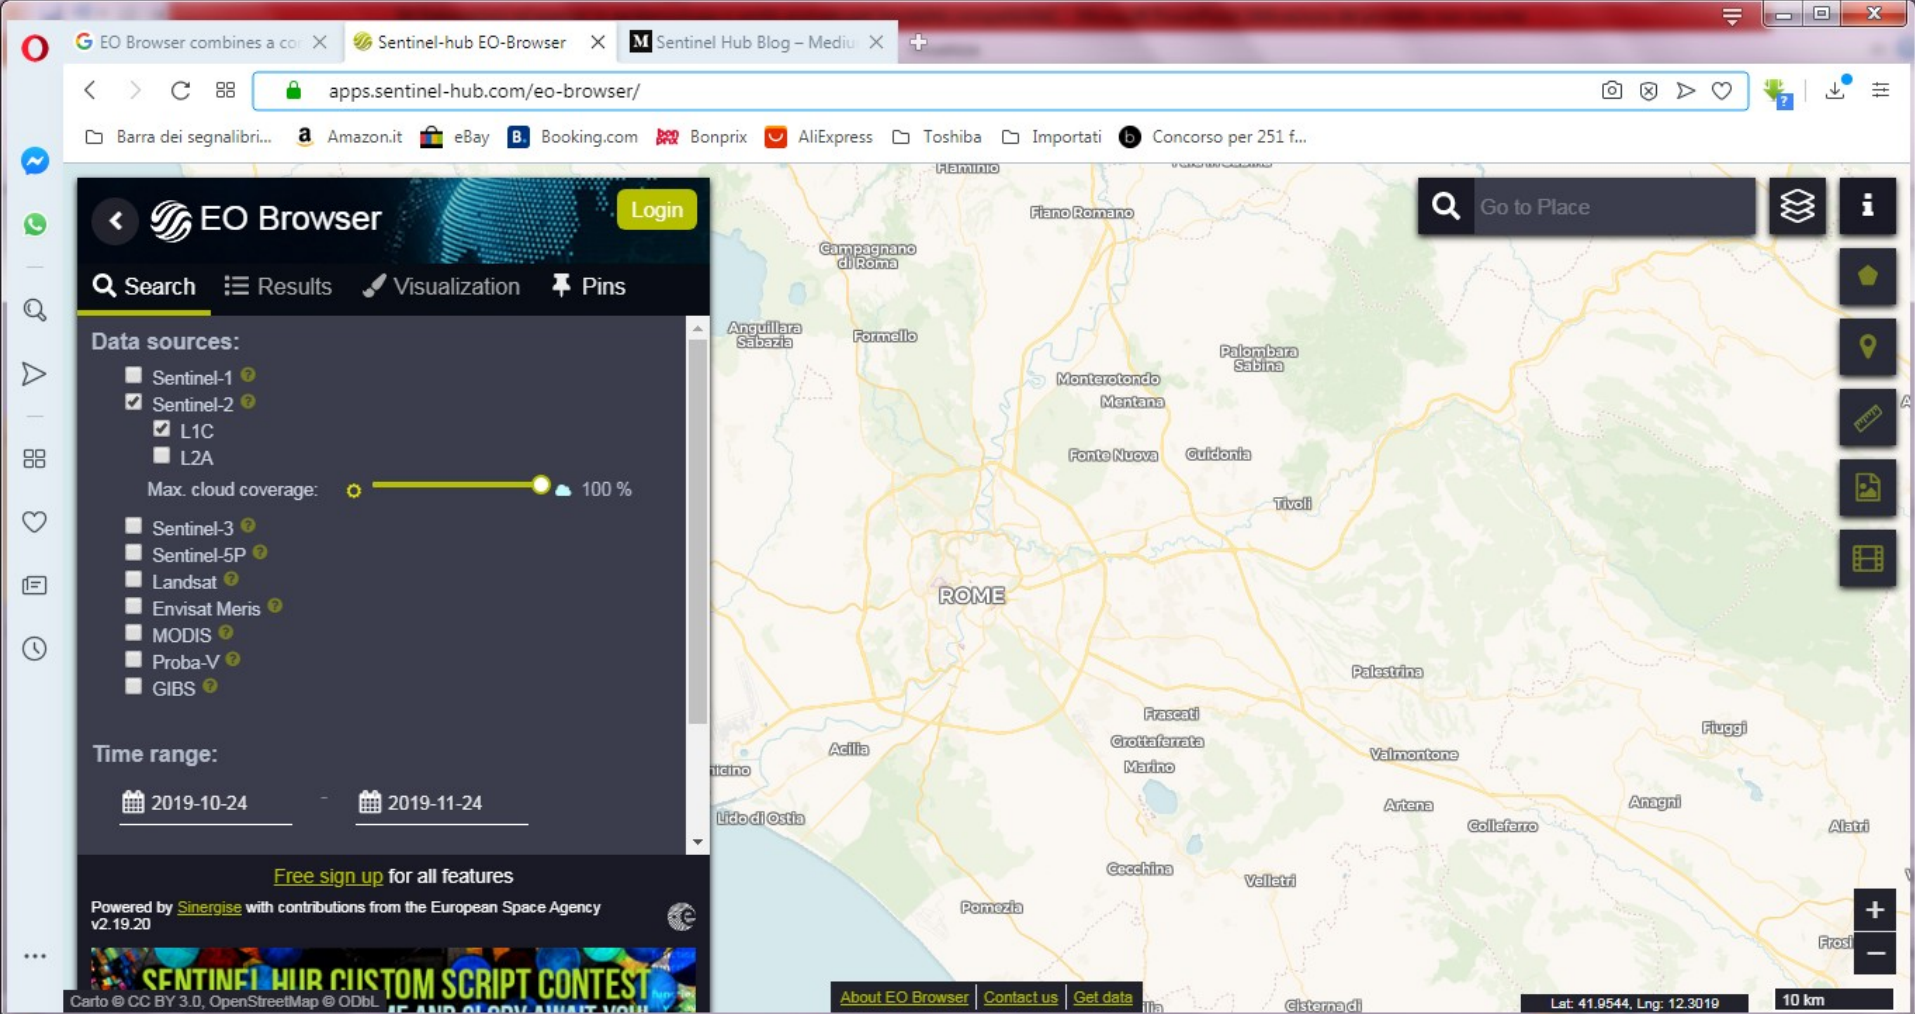 EO Browser combines a co
Sentinel-hub EO-Browser
Sentinel Hub Blog – Mediu
apps.sentinel-hub.com/eo-browser/
Barra dei segnalibri...
Amazon.it
eBay
Booking.com
Bonprix
AliExpress
Toshiba
Importati
Concorso per 251 f...
EO Browser
Login
Search
Results
Visualization
Pins
Data sources:
Sentinel-1
Sentinel-2
L1C
L2A
Max. cloud coverage:
100 %
Sentinel-3
Sentinel-5P
Landsat
Envisat Meris
MODIS
Proba-V
GIBS
Time range:
2019-10-24
-
2019-11-24
Free sign up for all features
Powered by Sinergise with contributions from the European Space Agency
v2.19.20
SENTINEL HUB CUSTOM SCRIPT CONTEST
Carto © CC BY 3.0, OpenStreetMap © ODbL
Go to Place
Flaminio
Fiano Romano
Campagnano
di Roma
Anguillara
Sabazia
Formello
Palombara
Sabina
Monterotondo
Mentana
Fonte Nuova
Guidonia
Tivoli
ROME
Palestrina
Frascati
Fiuggi
Grottaferrata
Acilia
Valmontone
Marino
Lido di Ostia
Artena
Anagni
Colleferro
Alatri
Cecchina
Velletri
Pomezia
Frosi
Cisterna di
About EO Browser
Contact us
Get data
Lat: 41.9544, Lng: 12.3019
10 km